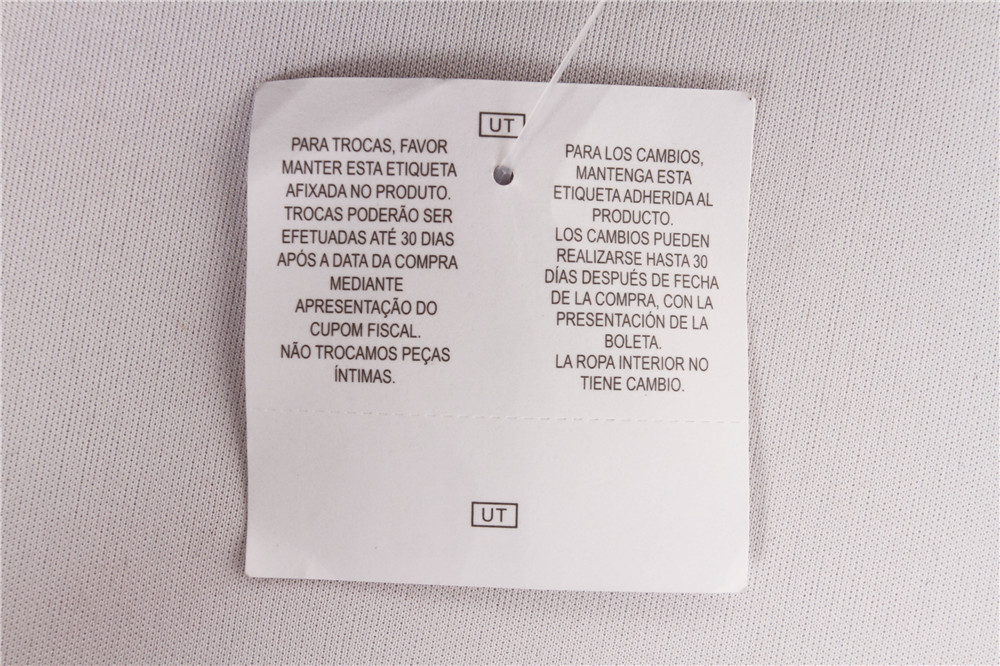 UT
PARA TROCAS, FAVOR
MANTER ESTA ETIQUETA
AFIXADA NO PRODUTO.
TROCAS PODERÃO SER
EFETUADAS ATÉ 30 DIAS
APÓS A DATA DA COMPRA
MEDIANTE
APRESENTAÇÃO DO
CUPOM FISCAL.
NÃO TROCAMOS PEÇAS
ÍNTIMAS.
PARA LOS CAMBIOS,
MANTENGA ESTA
ETIQUETA ADHERIDA AL
PRODUCTO.
LOS CAMBIOS PUEDEN
REALIZARSE HASTA 30
DÍAS DESPUÉS DE FECHA
DE LA COMPRA, CON LA
PRESENTACIÓN DE LA
BOLETA.
LA ROPA INTERIOR NO
TIENE CAMBIO.
UT